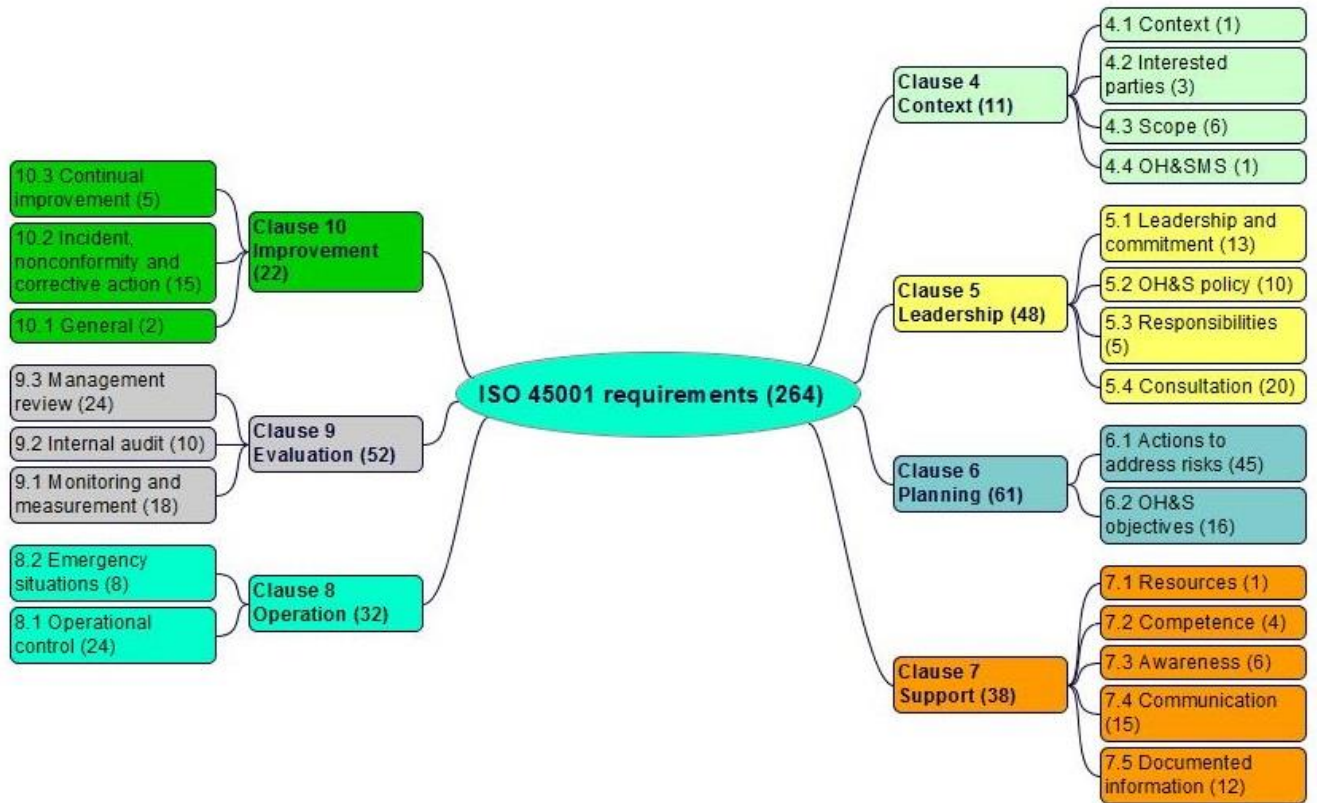 ISO 45001 requirements (264)
Clause 4
Context (11)
4.1 Context (1)
4.2 Interested
parties (3)
4.3 Scope (6)
4.4 OH&SMS (1)
Clause 5
Leadership (48)
5.1 Leadership and
commitment (13)
5.2 OH&S policy (10)
5.3 Responsibilities
(5)
5.4 Consultation (20)
Clause 6
Planning (61)
6.1 Actions to
address risks (45)
6.2 OH&S
objectives (16)
Clause 7
Support (38)
7.1 Resources (1)
7.2 Competence (4)
7.3 Awareness (6)
7.4 Communication
(15)
7.5 Documented
information (12)
Clause 8
Operation (32)
8.2 Emergency
situations (8)
8.1 Operational
control (24)
Clause 9
Evaluation (52)
9.3 Management
review (24)
9.2 Internal audit (10)
9.1 Monitoring and
measurement (18)
Clause 10
Improvement
(22)
10.3 Continual
improvement (5)
10.2 Incident,
nonconformity and
corrective action (15)
10.1 General (2)